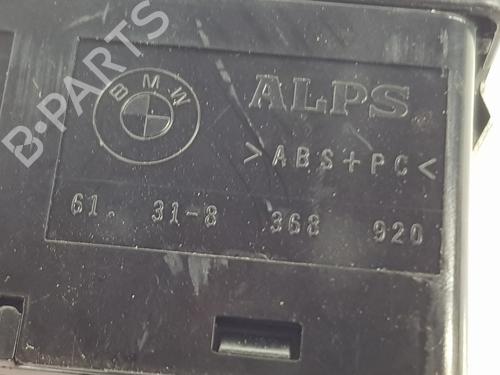 B-PARTS
BMW
ALPS.
>ABS+PC<
61. 31-8 368 920